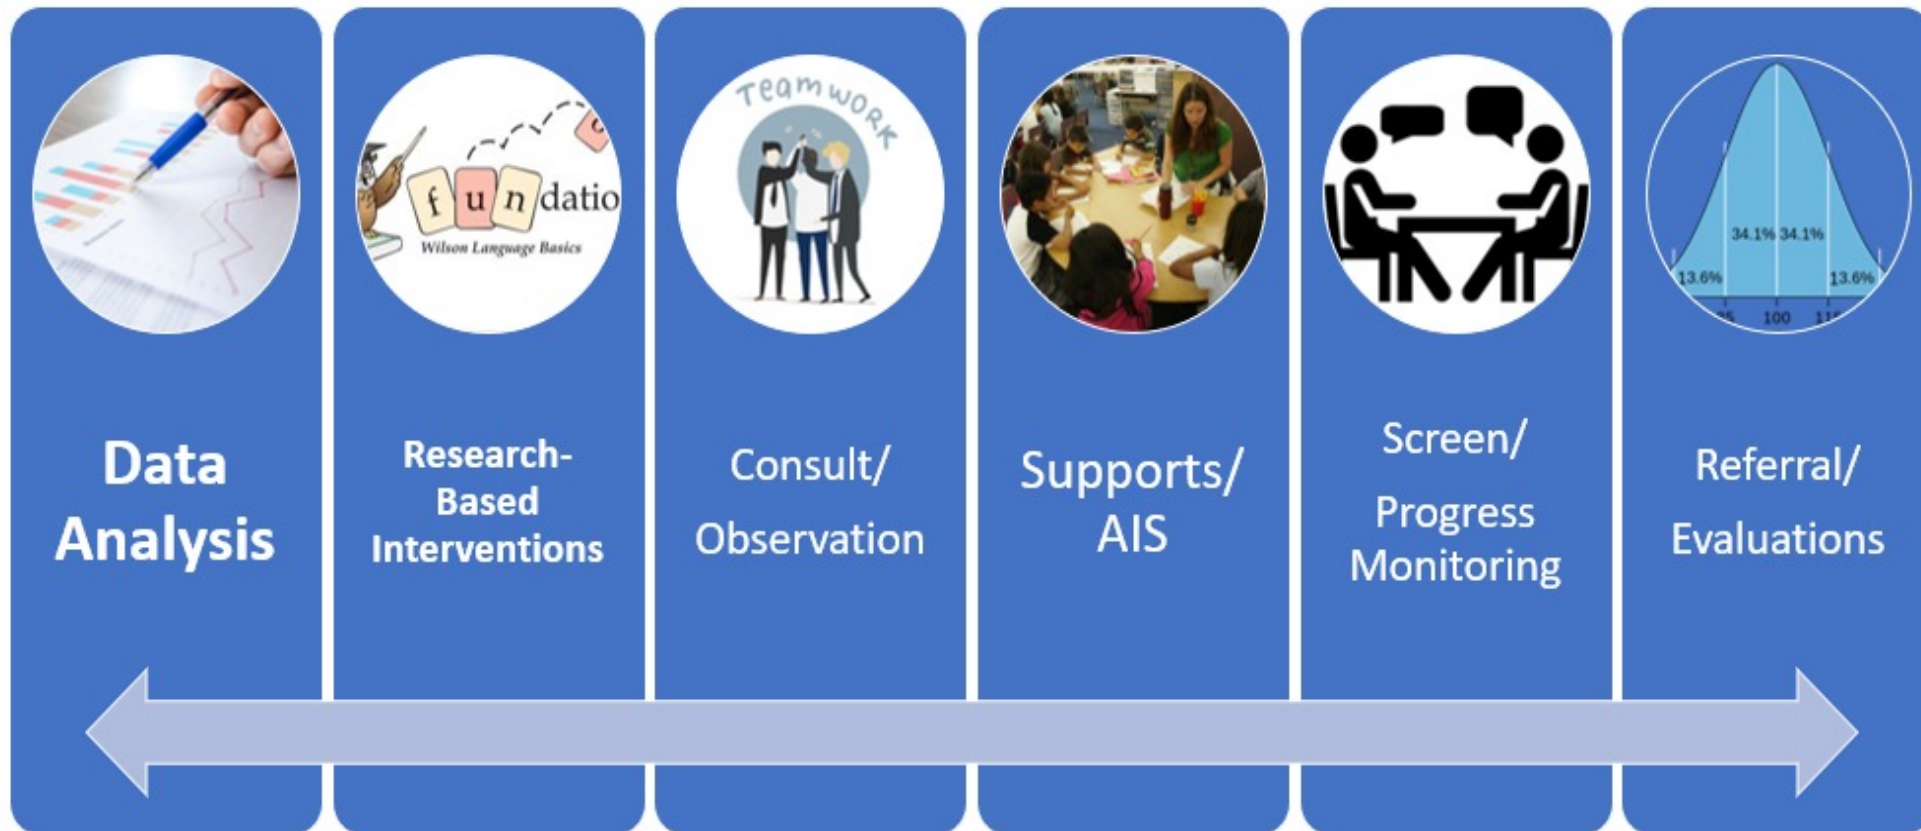 Teamwork
fundatio
Wilson Language Basics
34.1% 34.1%
13.6% 13.6%
100
Data
Analysis
Research-
Based
Interventions
Consult/
Observation
Supports/
AIS
Screen/
Progress
Monitoring
Referral/
Evaluations